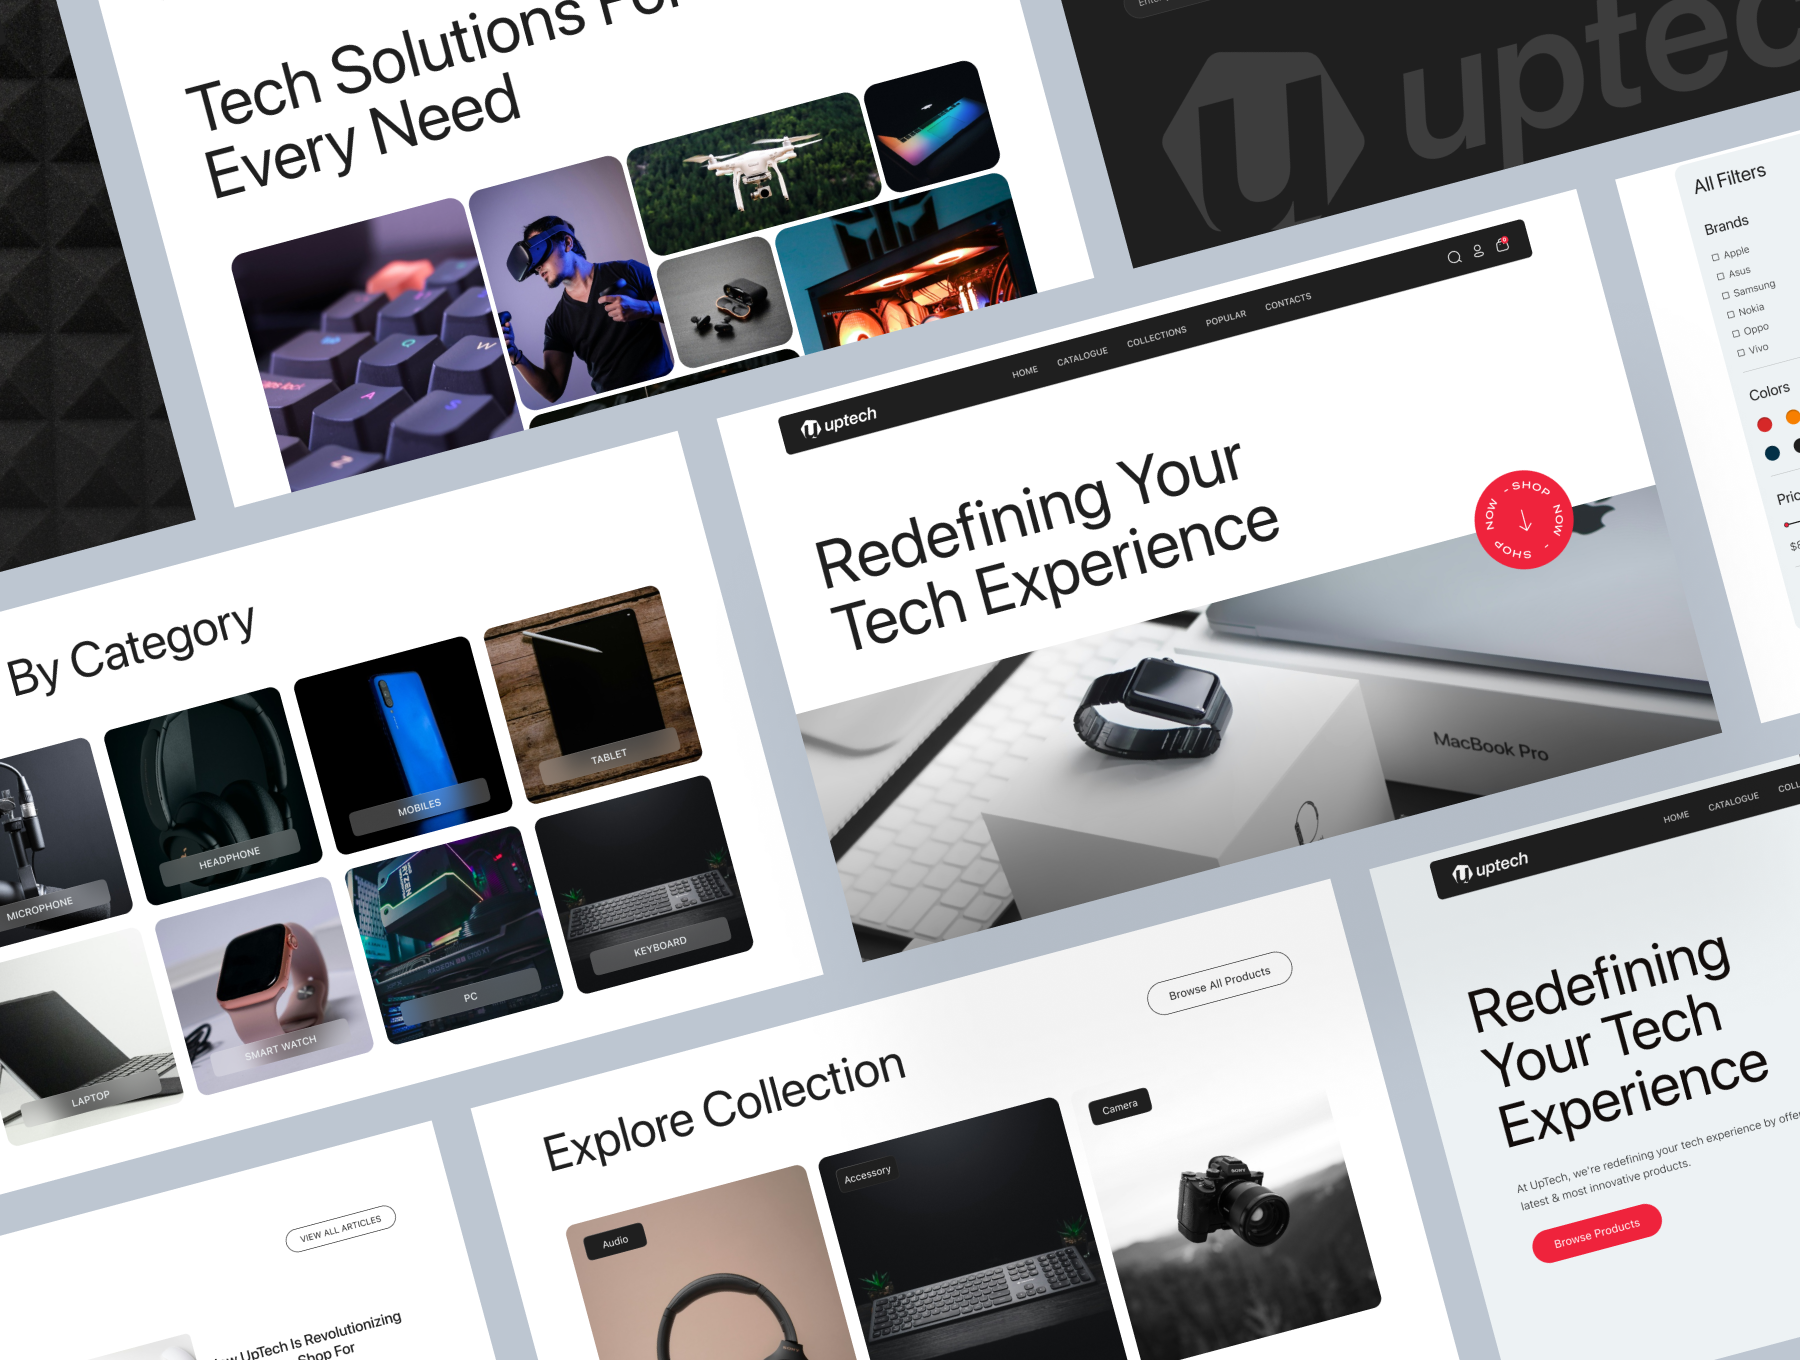 Tech Solutions For
Every Need
uptec
All Filters
Brands
Apple
Asus
Samsung
Nokia
Oppo
Vivo
Colors
uptech
HOME
CATALOGUE
COLLECTIONS
POPULAR
CONTACTS
Redefining Your
Tech Experience
- SHOP NOW - SHOP NOW
MacBook Pro
By Category
MICROPHONE
HEADPHONE
MOBILES
TABLET
LAPTOP
SMART WATCH
PC
KEYBOARD
RYZEN
Explore Collection
Browse All Products
Audio
Accessory
Camera
SONY
VIEW ALL ARTICLES
UpTech Is Revolutionizing
Shop For
uptech
HOME
CATALOGUE
COLL
Redefining
Your Tech
Experience
At UpTech, we're redefining your tech experience by offe
latest & most innovative products.
Browse Products